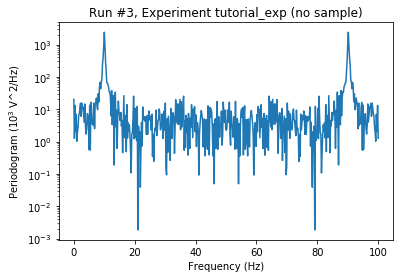 Run #3, Experiment tutorial_exp (no sample)
Periodogram (10³ V^2/Hz)
10³
10²
10¹
10⁰
10⁻¹
10⁻²
10⁻³
0 20 40 60 80 100
Frequency (Hz)